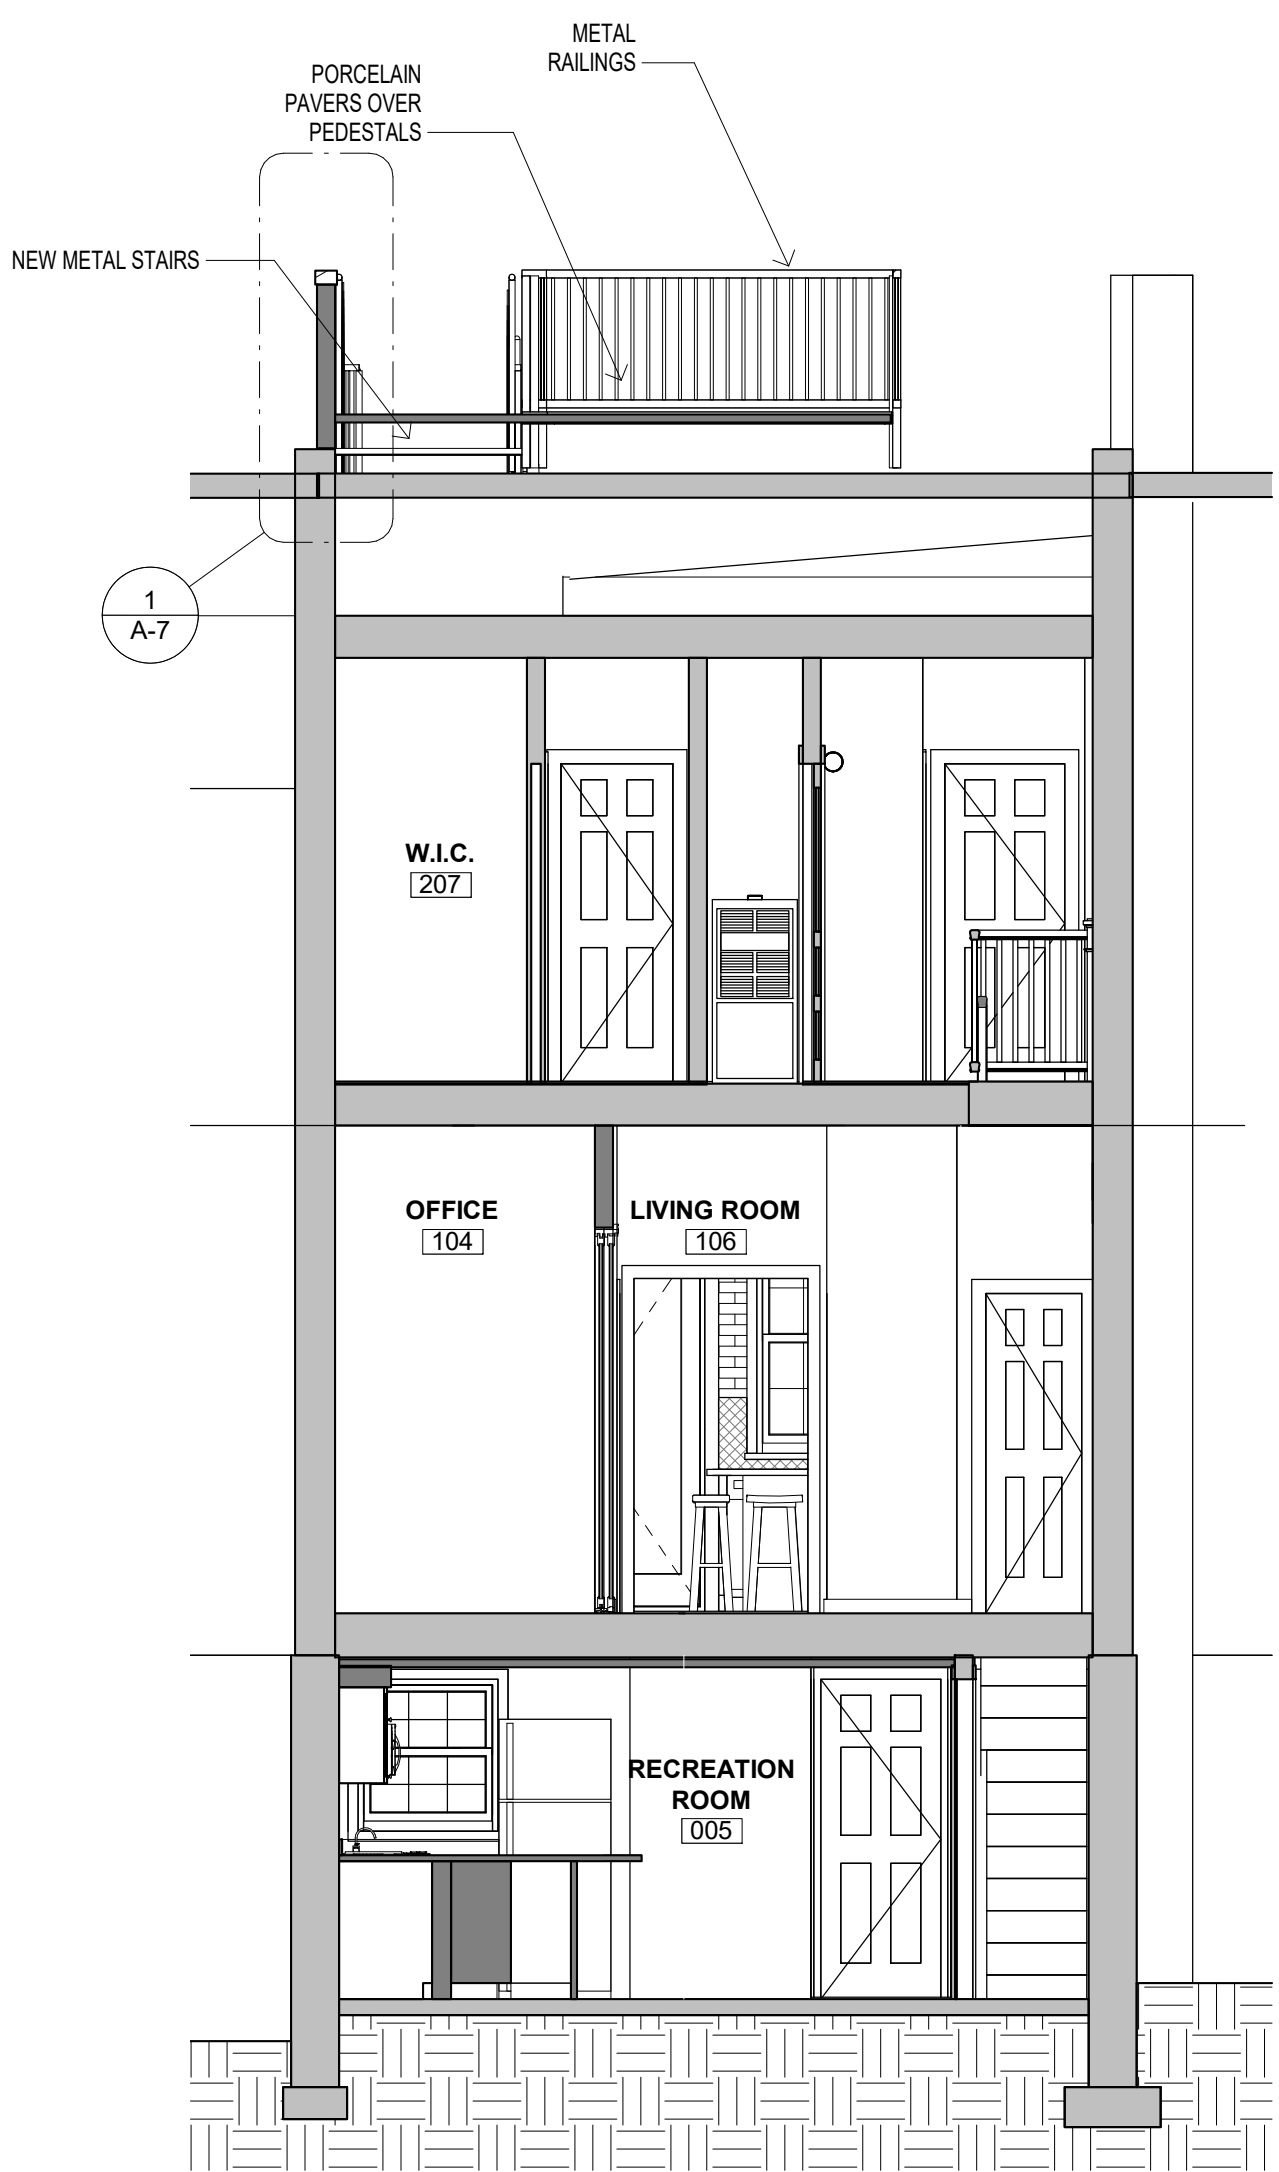 METAL
RAILINGS
PORCELAIN
PAVERS OVER
PEDESTALS
NEW METAL STAIRS
1
A-7
W.I.C.
207
OFFICE
104
LIVING ROOM
106
RECREATION
ROOM
005